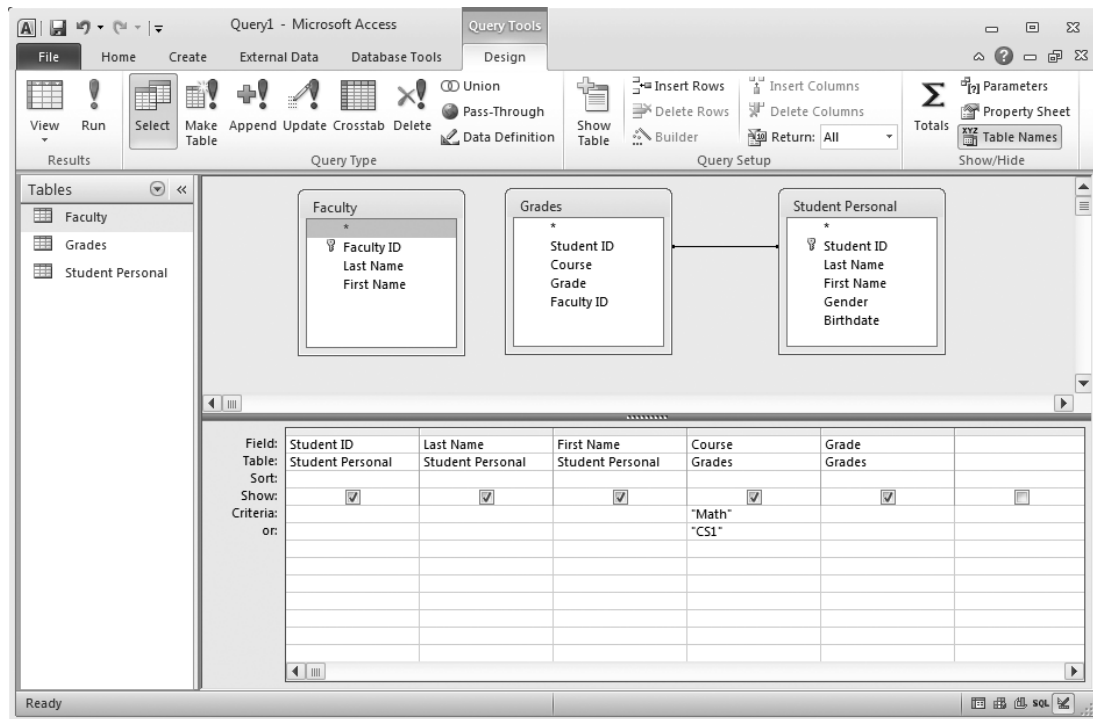 Query1 - Microsoft Access
Query Tools
File Home Create External Data Database Tools Design
View
Run
Select
Make Table
Append
Update
Crosstab
Delete
Union
Pass-Through
Data Definition
Show Table
Insert Rows
Delete Rows
Builder
Insert Columns
Delete Columns
Return: All
Totals
Parameters
Property Sheet
Table Names
Results
Query Type
Query Setup
Show/Hide
Tables
Faculty
Grades
Student Personal
Faculty
*
Faculty ID
Last Name
First Name
Grades
*
Student ID
Course
Grade
Faculty ID
Student Personal
*
Student ID
Last Name
First Name
Gender
Birthdate
Field: Student ID Last Name First Name Course Grade
Table: Student Personal Student Personal Student Personal Grades Grades
Sort:
Show:
Criteria: "Math"
or: "CS1"
Ready
SQL